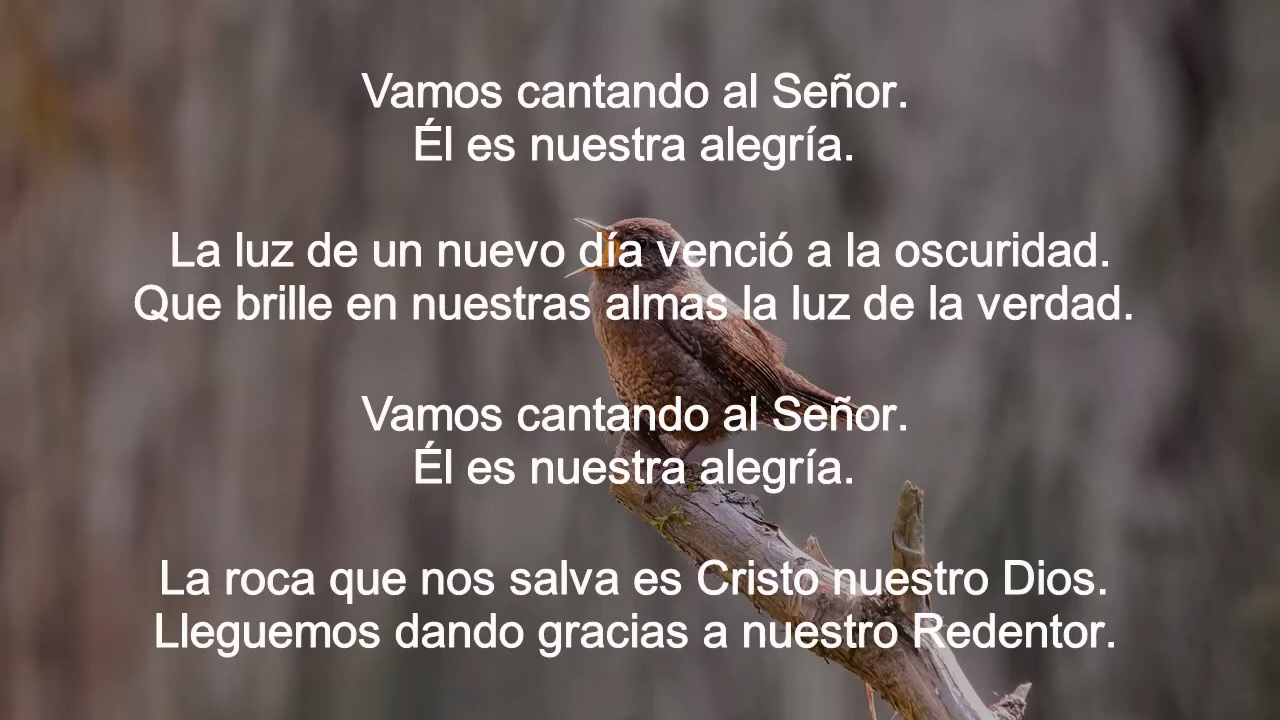 Vamos cantando al Señor.
Él es nuestra alegría.
La luz de un nuevo día venció a la oscuridad.
Que brille en nuestras almas la luz de la verdad.
Vamos cantando al Señor.
Él es nuestra alegría.
La roca que nos salva es Cristo nuestro Dios.
Lleguemos dando gracias a nuestro Redentor.